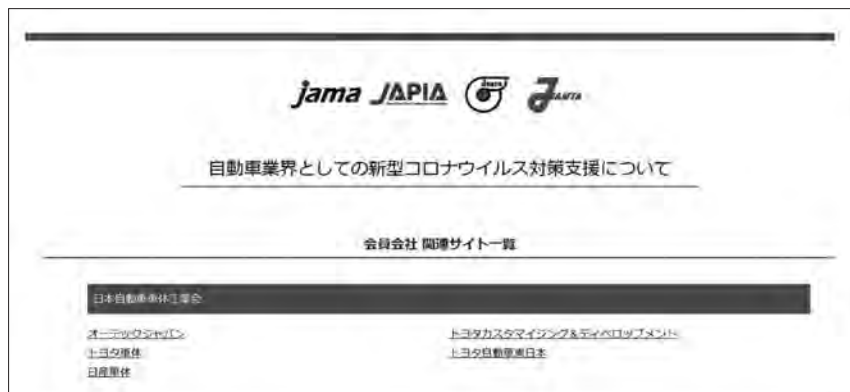 jama JAPIA JABIA JAMTA
自動車業界としての新型コロナウイルス対策支援について
会員会社 関連サイト一覧
日本自動車車体工業会
オーテックジャパン トヨタカスタマイジング&ディベロップメント
トヨタ車体 トヨタ自動車東日本
日産車体